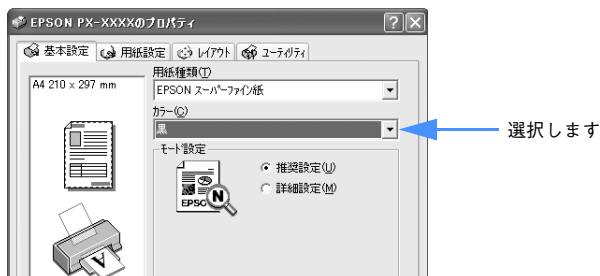 EPSON PX-XXXXのプロパティ
基本設定 用紙設定 レイアウト ユーティリティ
A4 210 x 297 mm
用紙種類(T)
EPSON スーパーファイン紙
カラー(C)
黒
選択します
モード設定
推奨設定(U)
詳細設定(M)
EPSO
N
A